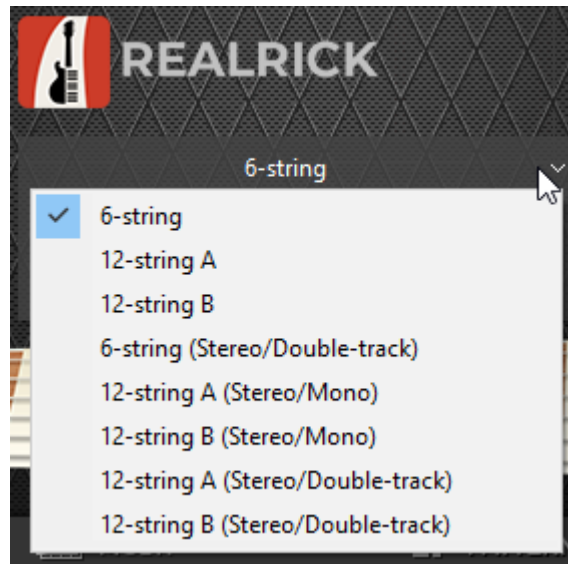 REALRICK
6-string
6-string
12-string A
12-string B
6-string (Stereo/Double-track)
12-string A (Stereo/Mono)
12-string B (Stereo/Mono)
12-string A (Stereo/Double-track)
12-string B (Stereo/Double-track)